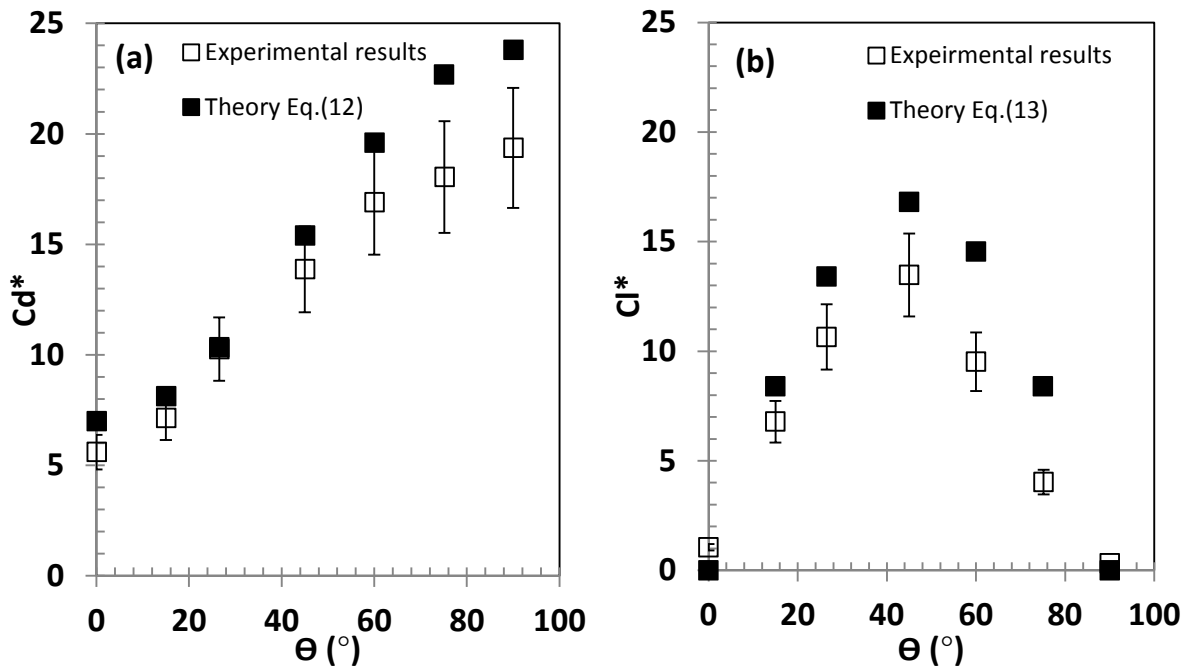 (a)
Experimental results
Theory Eq.(12)
Cd*
25
20
15
10
5
0
0 20 40 60 80 100
Ɵ (°)
(b)
Expeirmental results
Theory Eq.(13)
Cl*
25
20
15
10
5
0
0 20 40 60 80 100
Ɵ (°)